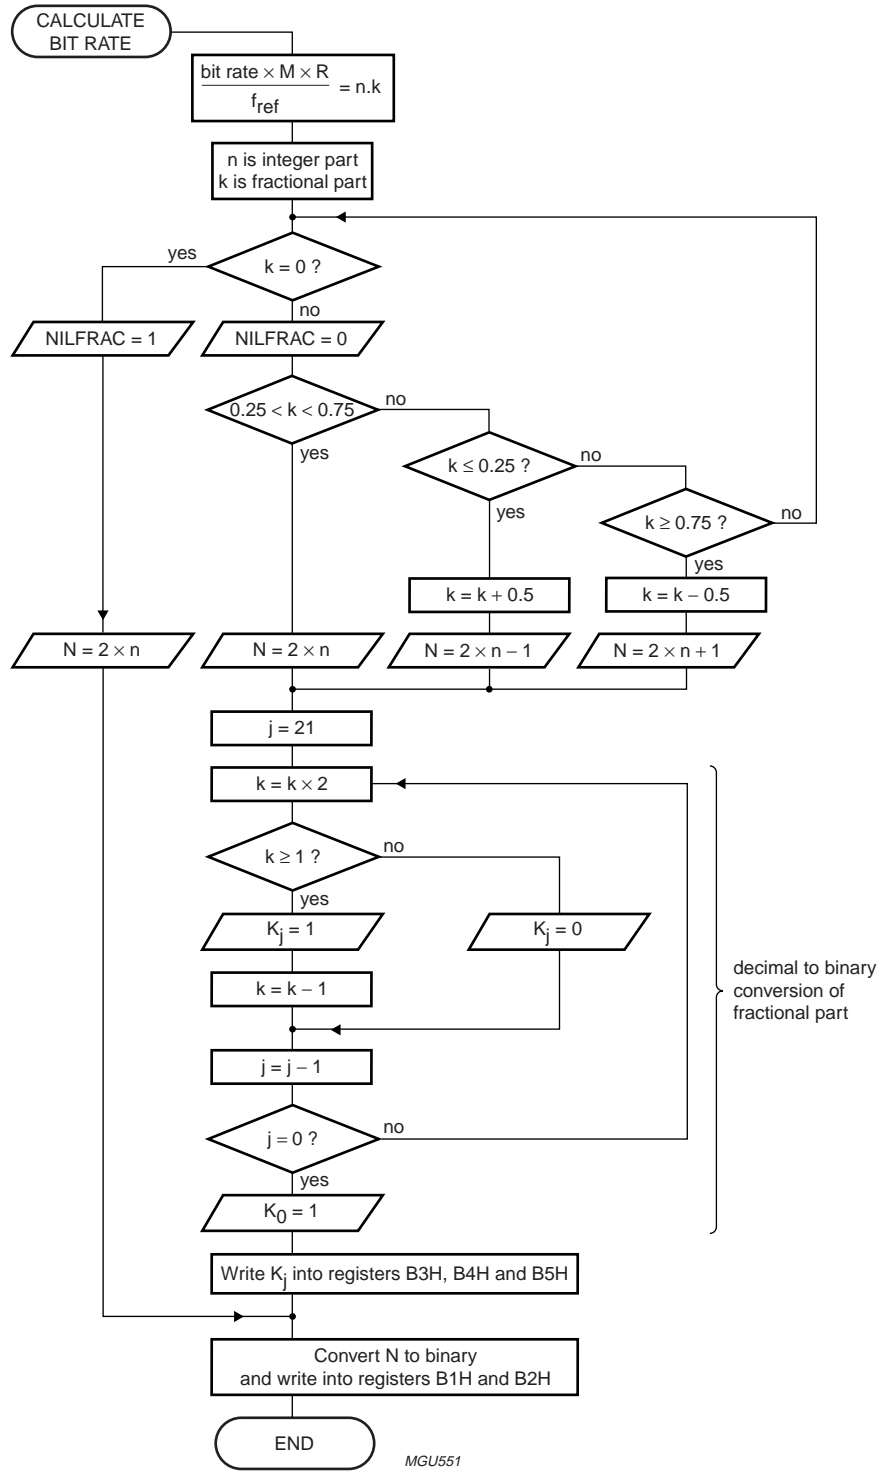 CALCULATE
BIT RATE
bit rate × M × R
f_ref
= n.k
n is integer part
k is fractional part
k = 0 ?
yes
no
NILFRAC = 1
NILFRAC = 0
0.25 < k < 0.75
no
yes
k ≤ 0.25 ?
no
yes
k ≥ 0.75 ?
no
yes
k = k + 0.5
k = k − 0.5
N = 2 × n
N = 2 × n
N = 2 × n − 1
N = 2 × n + 1
j = 21
k = k × 2
k ≥ 1 ?
no
yes
K_j = 1
K_j = 0
k = k − 1
j = j − 1
j = 0 ?
no
yes
K_0 = 1
decimal to binary
conversion of
fractional part
Write K_j into registers B3H, B4H and B5H
Convert N to binary
and write into registers B1H and B2H
END
MGU551